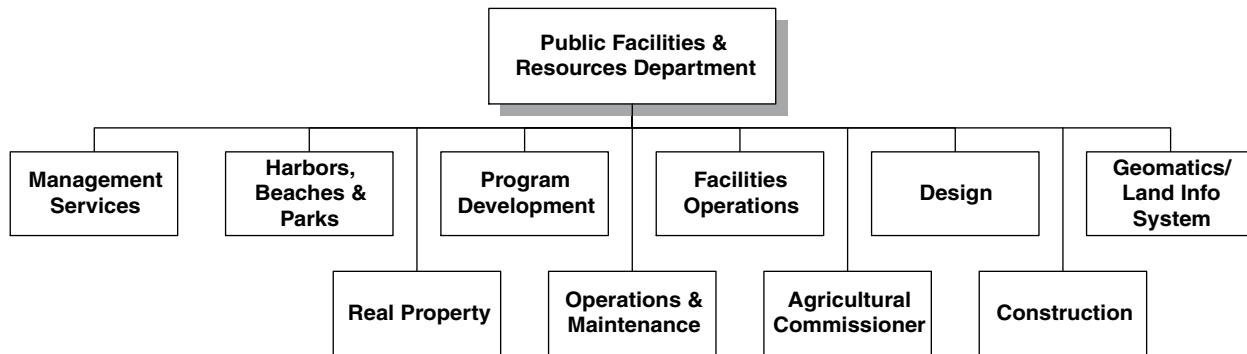 Public Facilities &
Resources Department
Management
Services
Harbors,
Beaches &
Parks
Program
Development
Facilities
Operations
Design
Geomatics/
Land Info
System
Real Property
Operations &
Maintenance
Agricultural
Commissioner
Construction